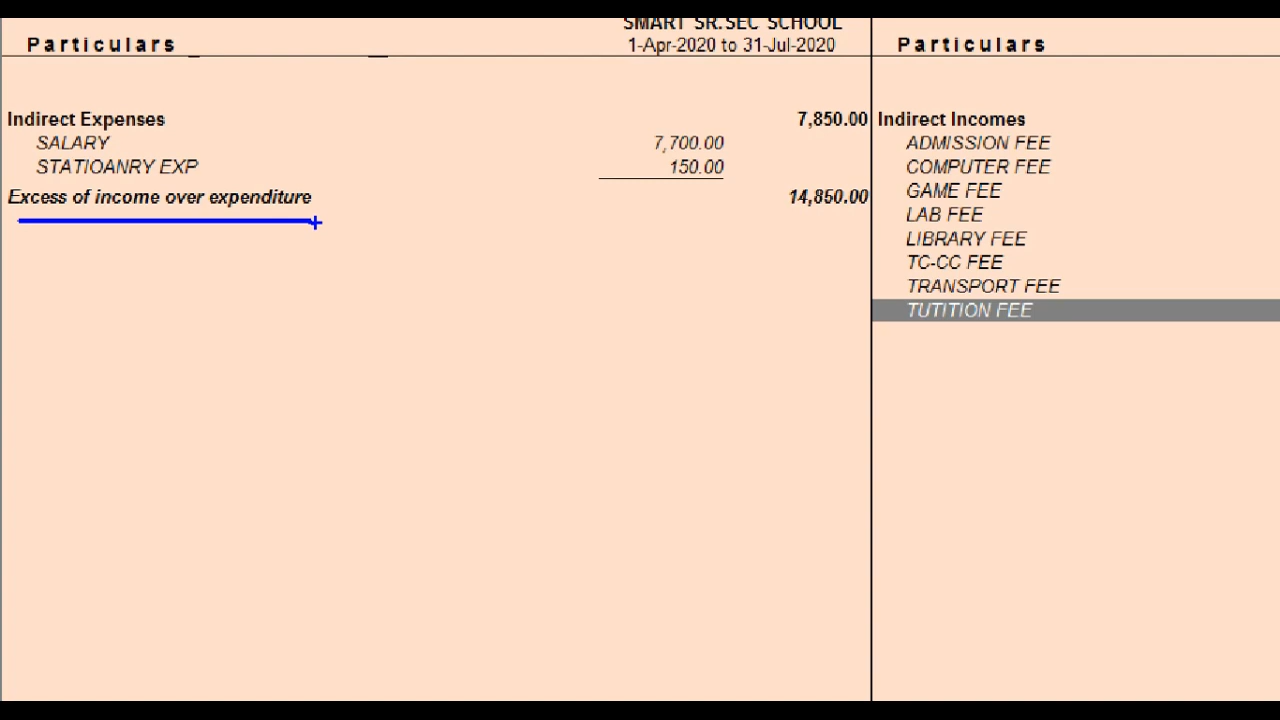 SMART SR.SEC SCHOOL
Particulars 1-Apr-2020 to 31-Jul-2020
Indirect Expenses 7,850.00
SALARY 7,700.00
STATIOANRY EXP 150.00
Excess of income over expenditure 14,850.00
Particulars
Indirect Incomes
ADMISSION FEE
COMPUTER FEE
GAME FEE
LAB FEE
LIBRARY FEE
TC-CC FEE
TRANSPORT FEE
TUTITION FEE